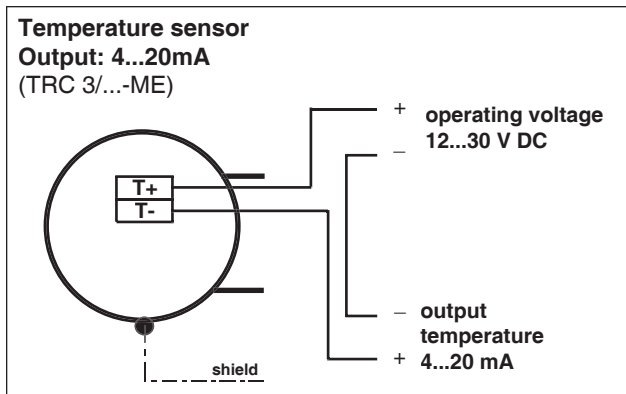 Temperature sensor
Output: 4...20mA
(TRC 3/...-ME)
+ operating voltage
12...30 V DC
–
T+
T-
– output
temperature
+ 4...20 mA
shield